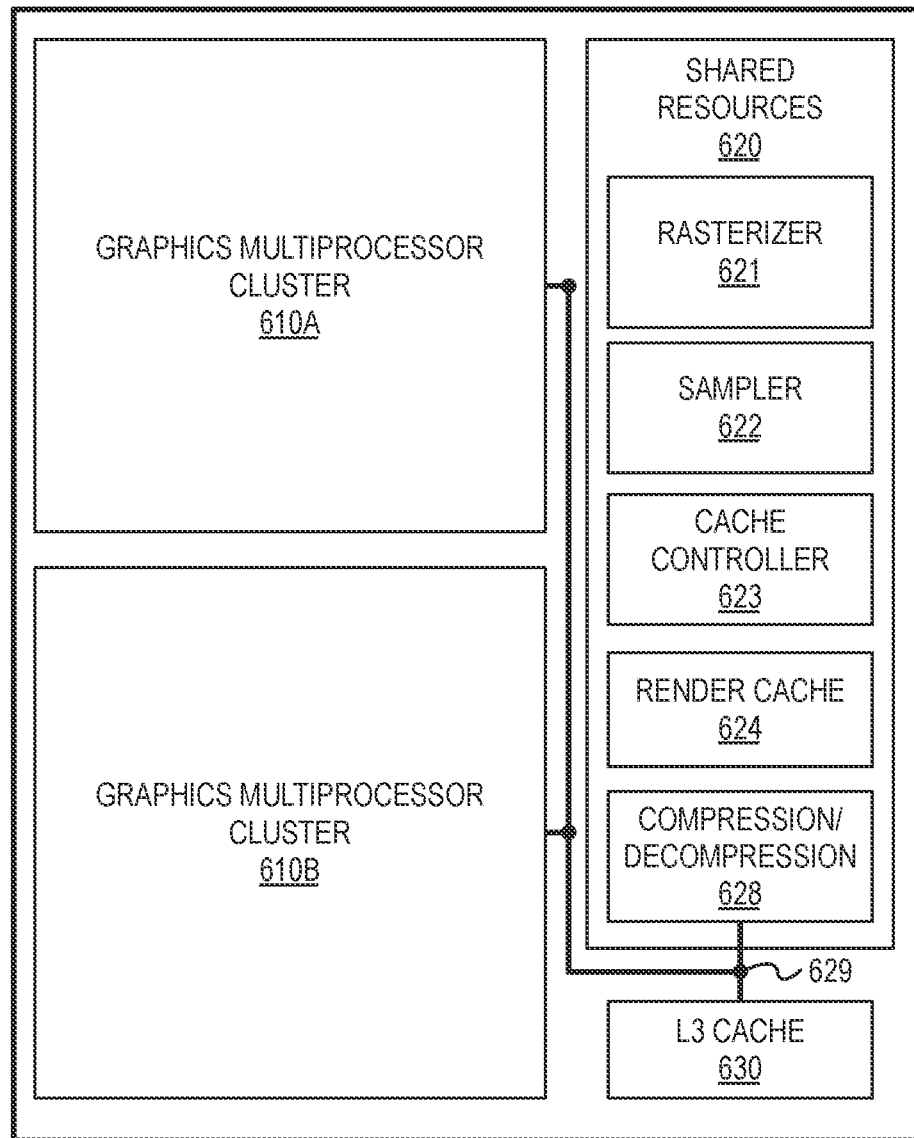 GRAPHICS MULTIPROCESSOR
CLUSTER
610A
GRAPHICS MULTIPROCESSOR
CLUSTER
610B
SHARED
RESOURCES
620
RASTERIZER
621
SAMPLER
622
CACHE
CONTROLLER
623
RENDER CACHE
624
COMPRESSION/
DECOMPRESSION
628
629
L3 CACHE
630